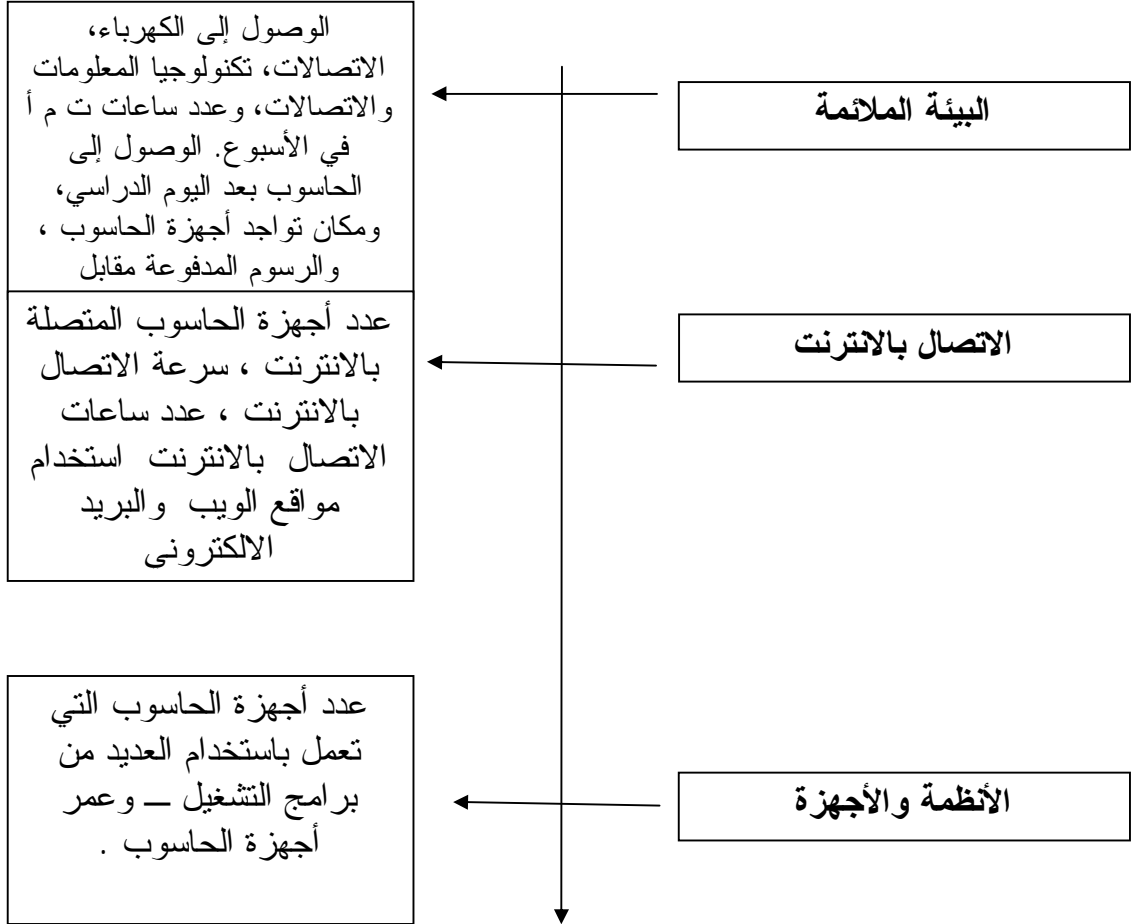 البيئة الملائمة
الوصول إلى الكهرباء،
الاتصالات، تكنولوجيا المعلومات
والاتصالات، وعدد ساعات ت م أ
في الأسبوع. الوصول إلى
الحاسوب بعد اليوم الدراسي،
ومكان تواجد أجهزة الحاسوب ،
والرسوم المدفوعة مقابل
الاتصال بالانترنت
عدد أجهزة الحاسوب المتصلة
بالانترنت ، سرعة الاتصال
بالانترنت ، عدد ساعات
الاتصال بالانترنت استخدام
مواقع الويب والبريد
الالكترونى
الأنظمة والأجهزة
عدد أجهزة الحاسوب التي
تعمل باستخدام العديد من
برامج التشغيل – وعمر
أجهزة الحاسوب .